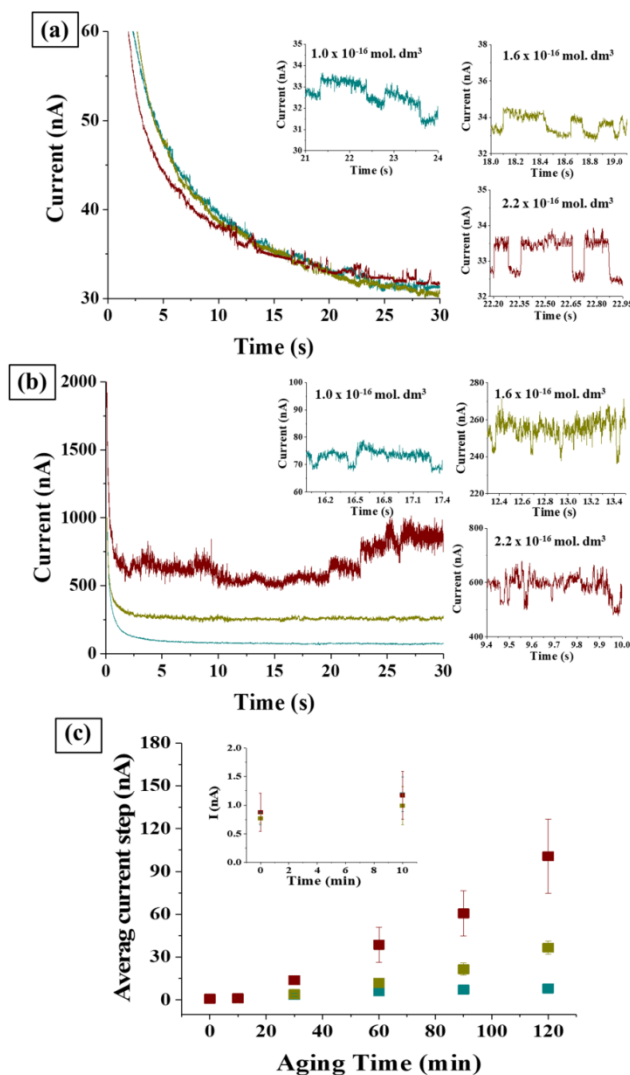 (a)
60
50
40
30
Current (nA)
0 5 10 15 20 25 30
Time (s)
1.0 x 10-16 mol. dm3
35
34
33
32
31
30
Current (nA)
21 22 23 24
Time (s)
1.6 x 10-16 mol. dm3
38
36
34
32
30
Current (nA)
18.0 18.2 18.4 18.6 18.8 19.0
Time (s)
2.2 x 10-16 mol. dm3
35
34
33
32
Current (nA)
22.20 22.35 22.50 22.65 22.80 22.95
Time (s)
(b)
2000
1500
1000
500
0
Current (nA)
0 5 10 15 20 25 30
Time (s)
1.0 x 10-16 mol. dm3
100
90
80
70
60
Current (nA)
16.2 16.5 16.8 17.1 17.4
Time (s)
1.6 x 10-16 mol. dm3
280
260
240
220
Current (nA)
12.4 12.6 12.8 13.0 13.2 13.4
Time (s)
2.2 x 10-16 mol. dm3
800
600
400
Current (nA)
9.4 9.5 9.6 9.7 9.8 9.9 10.0
Time (s)
(c)
180
150
120
90
60
30
0
Averag current step (nA)
2.0
1.5
1.0
0.5
0.0
I (nA)
0 2 4 6 8 10
Time (min)
0 20 40 60 80 100 120
Aging Time (min)